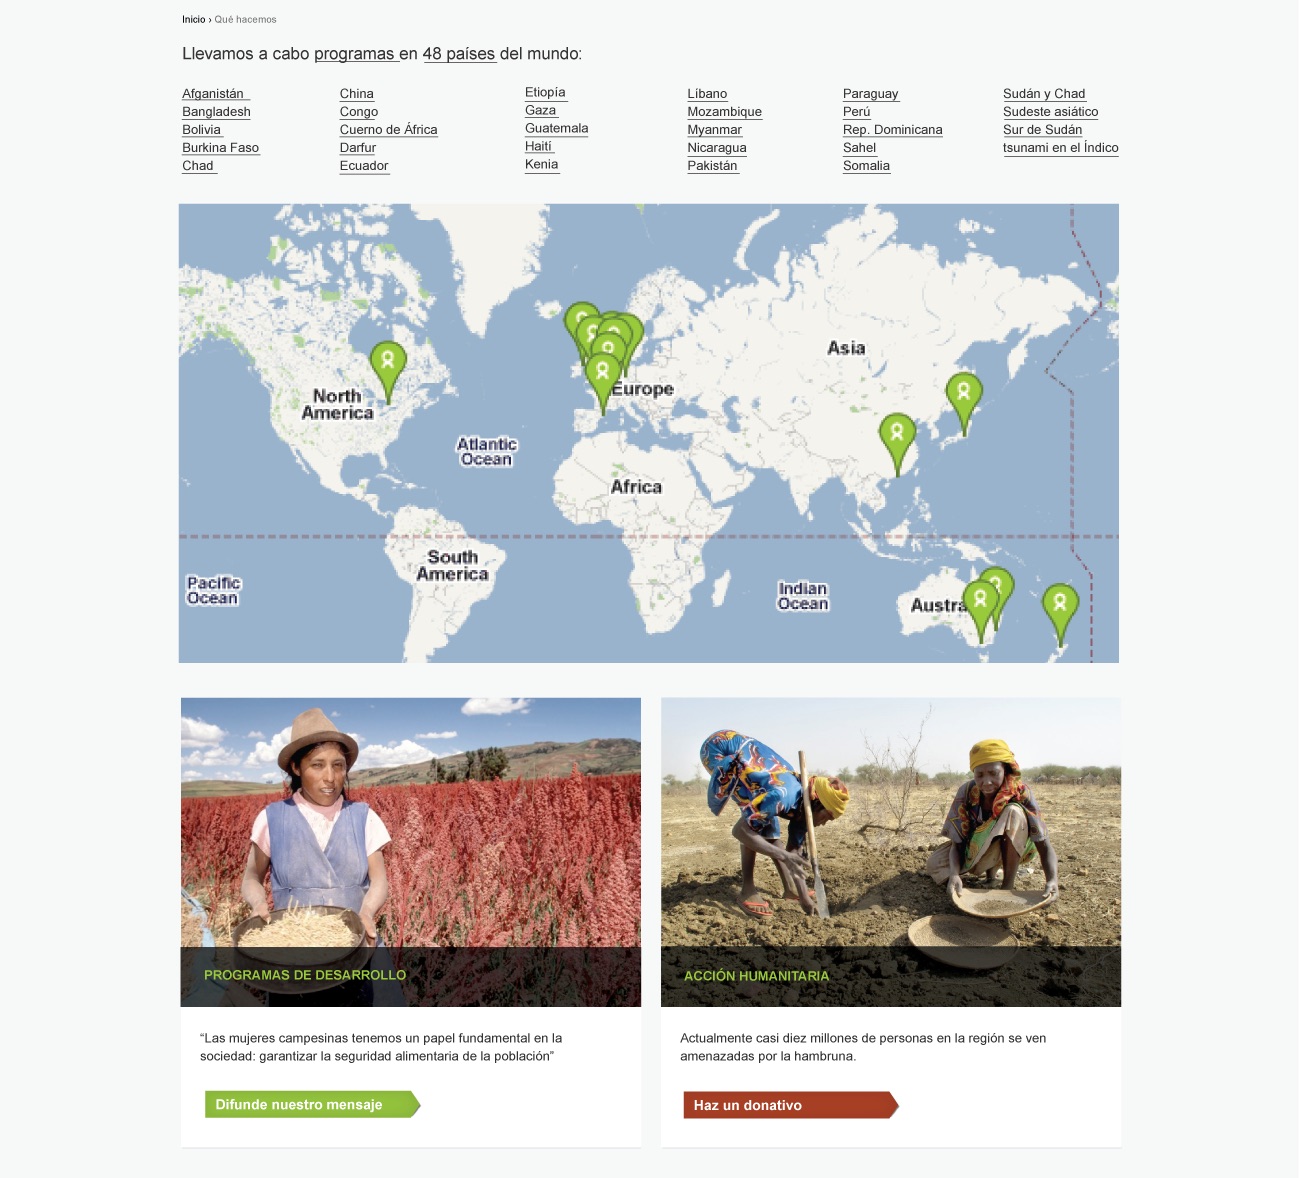 Inicio › Qué hacemos
Llevamos a cabo programas en 48 países del mundo:
Afganistán
Bangladesh
Bolivia
Burkina Faso
Chad
China
Congo
Cuerno de África
Darfur
Ecuador
Etiopía
Gaza
Guatemala
Haití
Kenia
Líbano
Mozambique
Myanmar
Nicaragua
Pakistán
Paraguay
Perú
Rep. Dominicana
Sahel
Somalia
Sudán y Chad
Sudeste asiático
Sur de Sudán
tsunami en el Índico
Asia
Europe
North
America
Atlantic
Ocean
Africa
South
America
Pacific
Ocean
Indian
Ocean
Austra
PROGRAMAS DE DESARROLLO
“Las mujeres campesinas tenemos un papel fundamental en la
sociedad: garantizar la seguridad alimentaria de la población”
Difunde nuestro mensaje
ACCIÓN HUMANITARIA
Actualmente casi diez millones de personas en la región se ven
amenazadas por la hambruna.
Haz un donativo